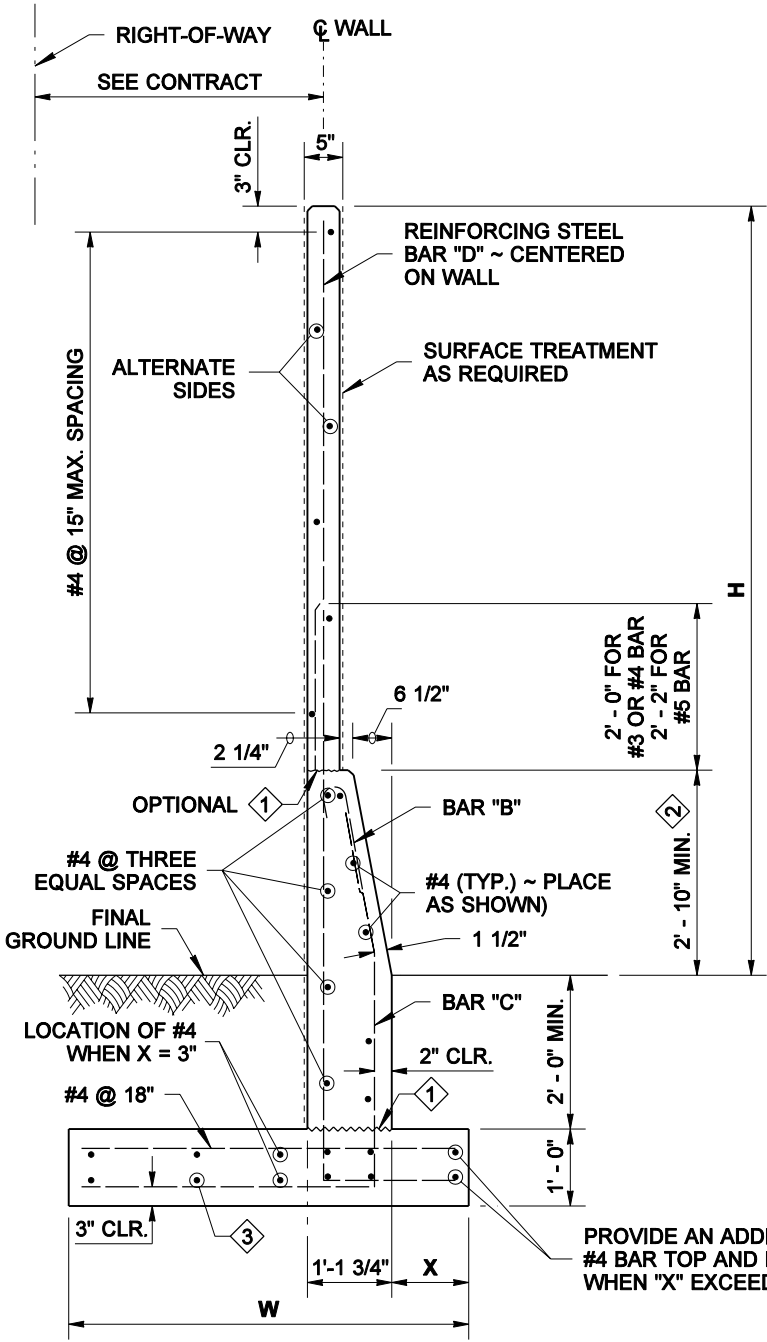 RIGHT-OF-WAY
℄ WALL
SEE CONTRACT
3" CLR.
5"
REINFORCING STEEL
BAR "D" ~ CENTERED
ON WALL
ALTERNATE
SIDES
SURFACE TREATMENT
AS REQUIRED
#4 @ 15" MAX. SPACING
H
2' - 0" FOR
#3 OR #4 BAR
2' - 2" FOR
#5 BAR
6 1/2"
2 1/4"
OPTIONAL 1
BAR "B"
#4 @ THREE
EQUAL SPACES
#4 (TYP.) ~ PLACE
AS SHOWN)
2' - 10" MIN. 2
FINAL
GROUND LINE
1 1/2"
BAR "C"
LOCATION OF #4
WHEN X = 3"
2" CLR.
2' - 0" MIN.
#4 @ 18"
1
1' - 0"
3" CLR.
3
PROVIDE AN
#4 BAR TOP AND
WHEN "X"
1'-1 3/4"
X
W